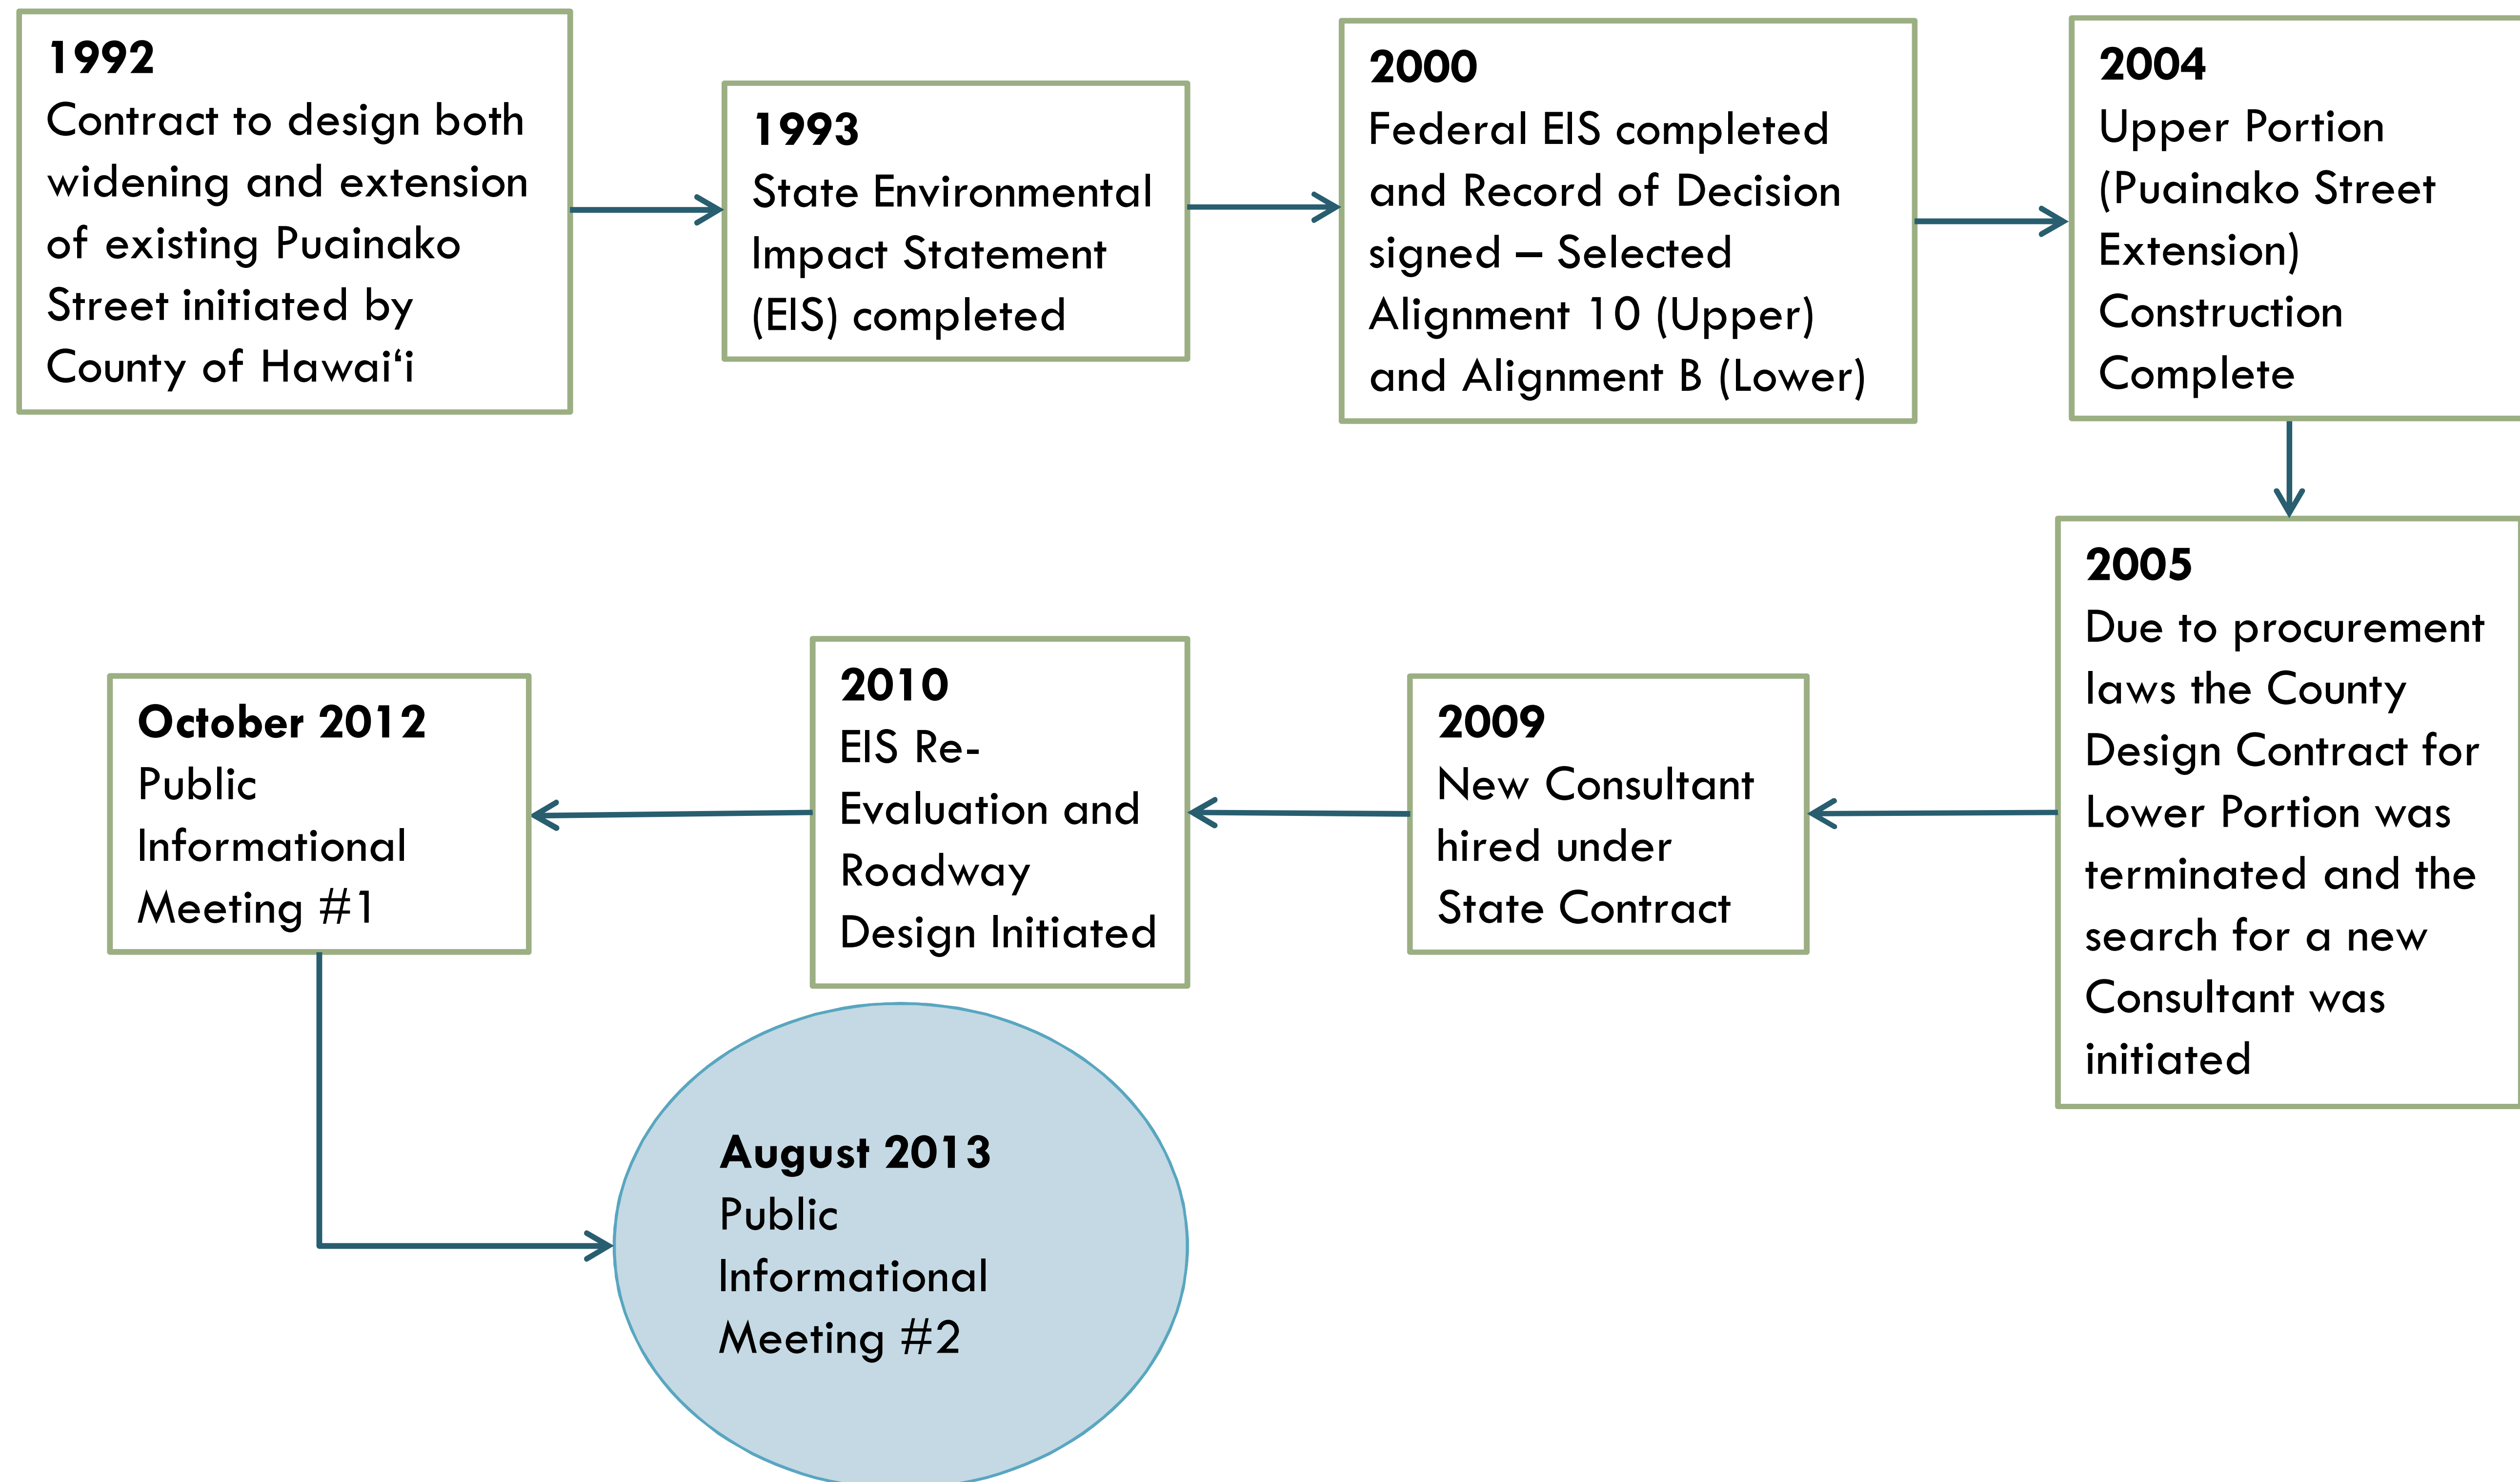 1992
Contract to design both
widening and extension
of existing Puainako
Street initiated by
County of Hawai‘i
1993
State Environmental
Impact Statement
(EIS) completed
2000
Federal EIS completed
and Record of Decision
signed – Selected
Alignment 10 (Upper)
and Alignment B (Lower)
2004
Upper Portion
(Puainako Street
Extension)
Construction
Complete
2005
Due to procurement
laws the County
Design Contract for
Lower Portion was
terminated and the
search for a new
Consultant was
initiated
2009
New Consultant
hired under
State Contract
2010
EIS Re-
Evaluation and
Roadway
Design Initiated
October 2012
Public
Informational
Meeting #1
August 2013
Public
Informational
Meeting #2